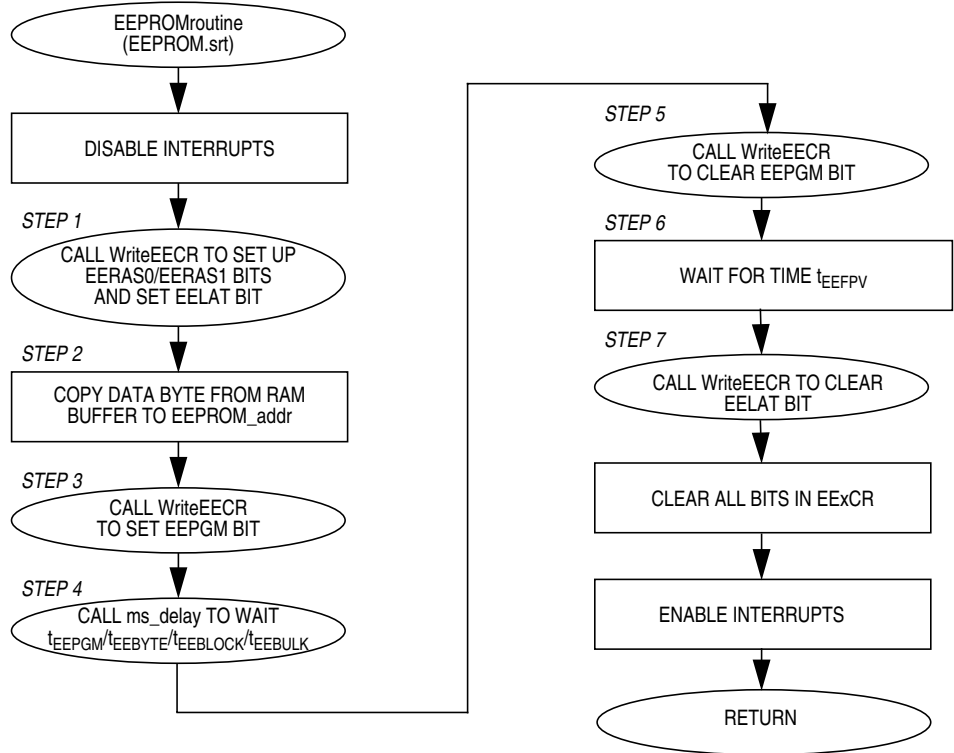 EEPROMroutine
(EEPROM.srt)
DISABLE INTERRUPTS
STEP 1
CALL WriteEECR TO SET UP
EERAS0/EERAS1 BITS
AND SET EELAT BIT
STEP 2
COPY DATA BYTE FROM RAM
BUFFER TO EEPROM_addr
STEP 3
CALL WriteEECR
TO SET EEPGM BIT
STEP 4
CALL ms_delay TO WAIT
tEEPGM/tEEBYTE/tEEBLOCK/tEEBULK
STEP 5
CALL WriteEECR
TO CLEAR EEPGM BIT
STEP 6
WAIT FOR TIME tEEFPV
STEP 7
CALL WriteEECR TO CLEAR
EELAT BIT
CLEAR ALL BITS IN EExCR
ENABLE INTERRUPTS
RETURN